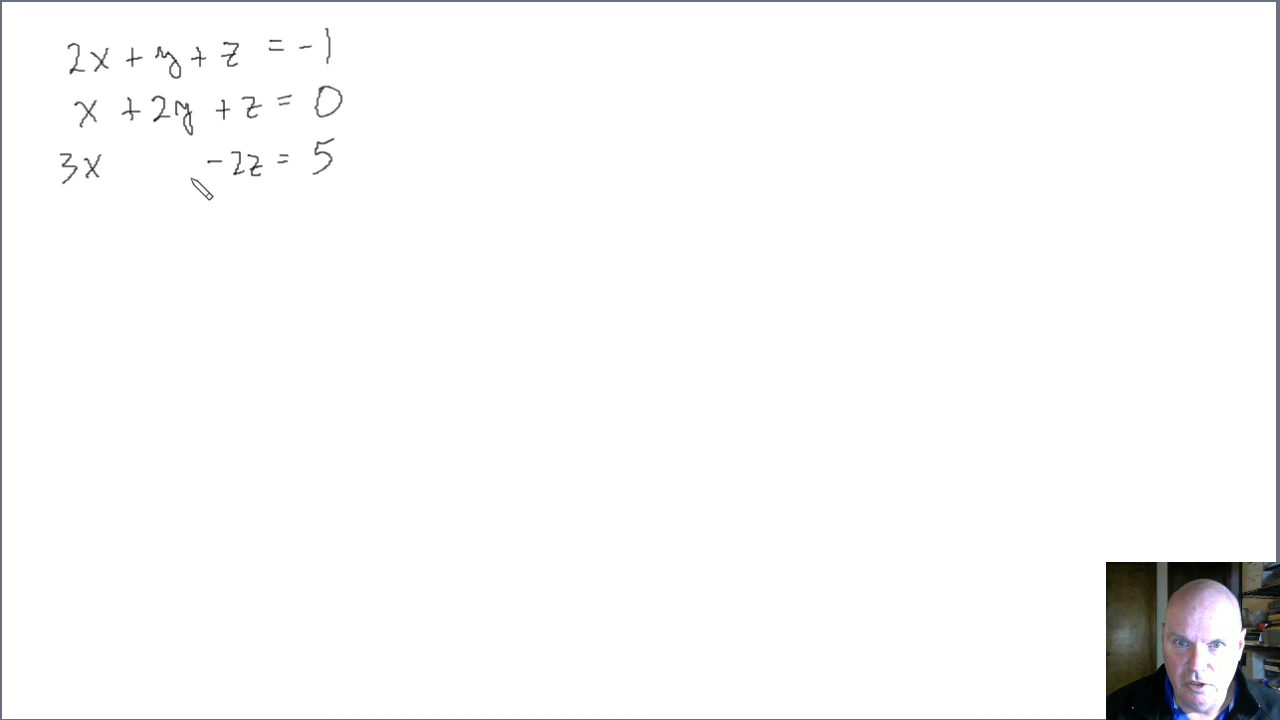 2x + y + z = -1
x + 2y + z = 0
3x -2z = 5